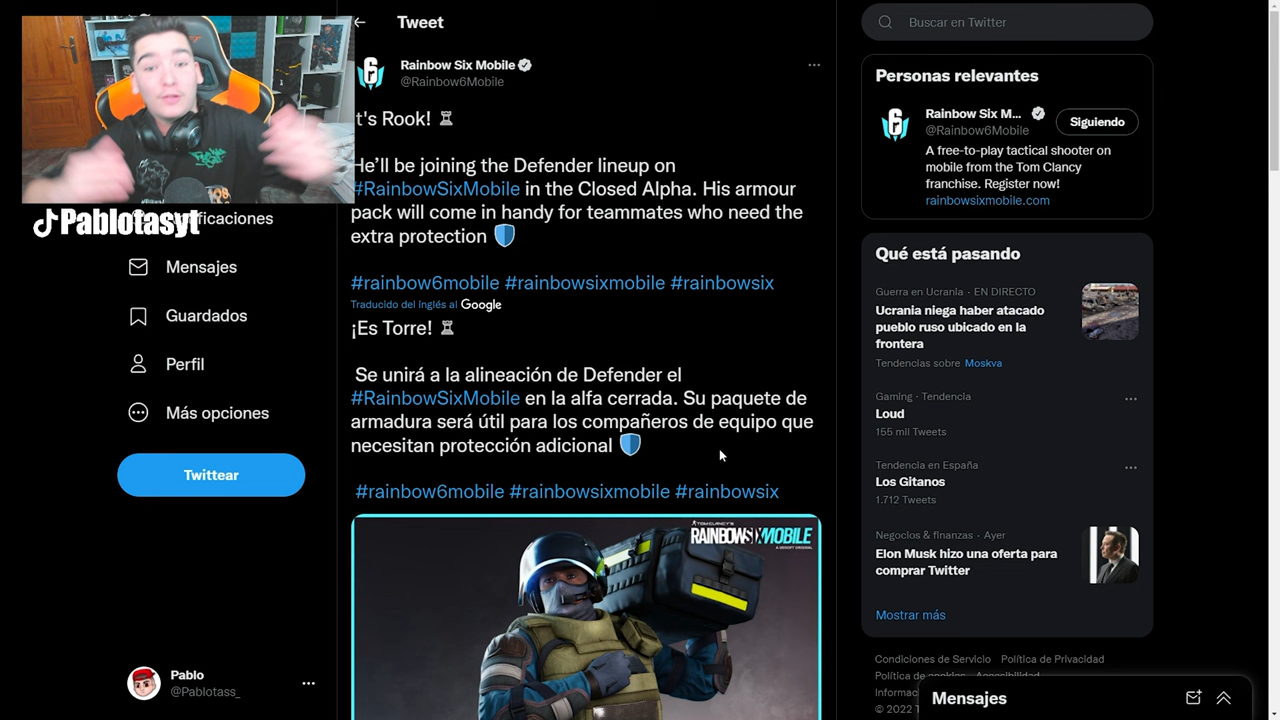 Tweet
Rainbow Six Mobile
@Rainbow6Mobile
t's Rook!
He'll be joining the Defender lineup on
#RainbowSixMobile in the Closed Alpha. His armour
pack will come in handy for teammates who need the
extra protection
#rainbow6mobile #rainbowsixmobile #rainbowsix
Traducido del inglés al Google
¡Es Torre!
Se unirá a la alineación de Defender el
#RainbowSixMobile en la alfa cerrada. Su paquete de
armadura será útil para los compañeros de equipo que
necesitan protección adicional
#rainbow6mobile #rainbowsixmobile #rainbowsix
TOM CLANCY'S
RAINBOWSIX MOBILE
A UBISOFT ORIGINAL
Pablotasyt
ificaciones
Mensajes
Guardados
Perfil
Más opciones
Twittear
Pablo
@Pablotass_
Buscar en Twitter
Personas relevantes
Rainbow Six M...
@Rainbow6Mobile
Siguiendo
A free-to-play tactical shooter on
mobile from the Tom Clancy
franchise. Register now!
rainbowsixmobile.com
Qué está pasando
Guerra en Ucrania · EN DIRECTO
Ucrania niega haber atacado
pueblo ruso ubicado en la
frontera
Tendencias sobre Moskva
Gaming · Tendencia
Loud
155 mil Tweets
Tendencia en España
Los Gitanos
1.712 Tweets
Negocios & finanzas · Ayer
Elon Musk hizo una oferta para
comprar Twitter
Mostrar más
Condiciones de Servicio Política de Privacidad
Política de cookies Accesibilidad
Informac
© 2022 T
Mensajes